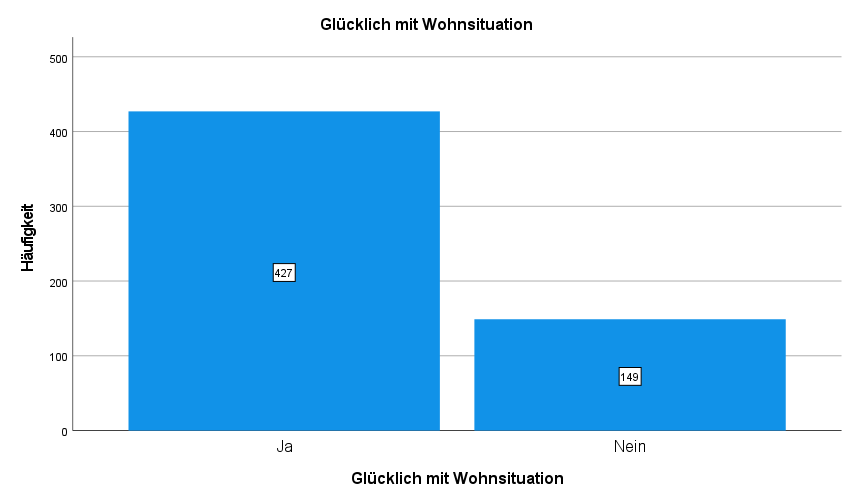 Glücklich mit Wohnsituation
Häufigkeit
500
400
300
200
100
0
427
149
Ja
Nein
Glücklich mit Wohnsituation